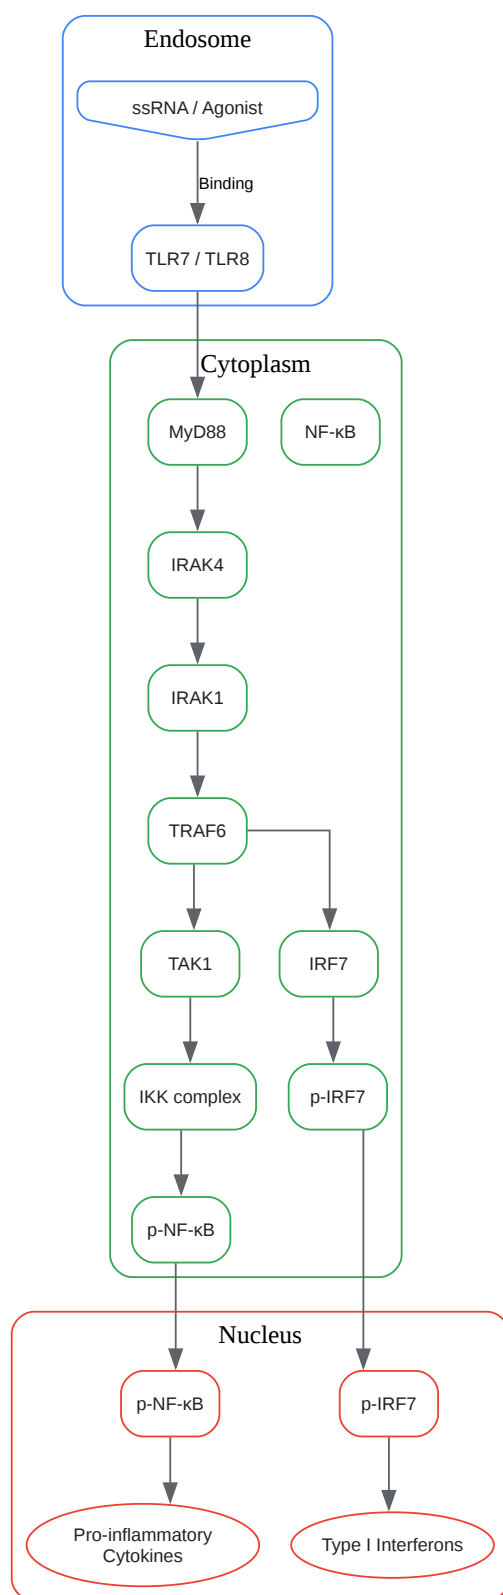 Endosome
ssRNA / Agonist
Binding
TLR7 / TLR8
Cytoplasm
MyD88
NF-κB
IRAK4
IRAK1
TRAF6
TAK1
IRF7
IKK complex
p-IRF7
p-NF-κB
Nucleus
p-NF-κB
p-IRF7
Pro-inflammatory
Cytokines
Type I Interferons